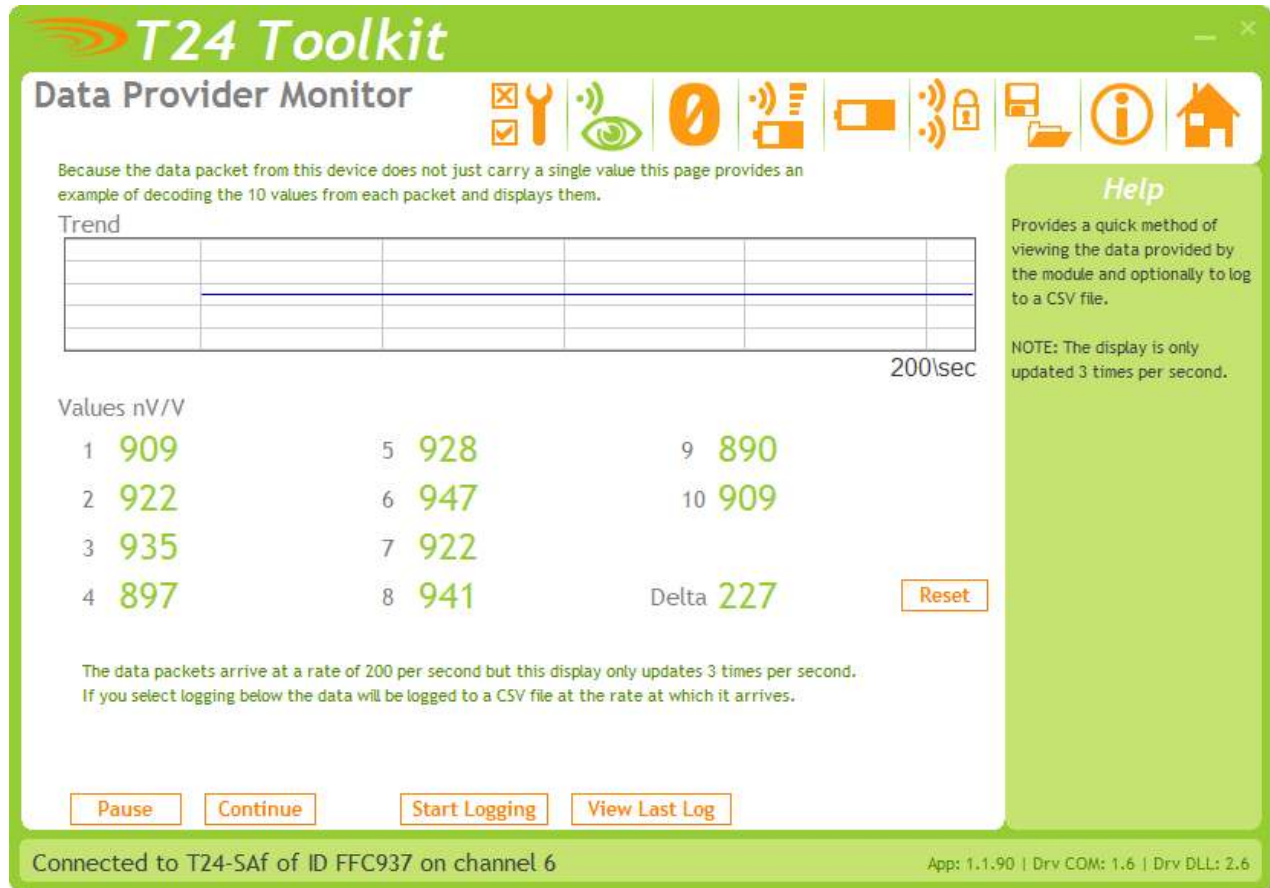 T24 Toolkit
Data Provider Monitor
Because the data packet from this device does not just carry a single value this page provides an
example of decoding the 10 values from each packet and displays them.
Trend
200\sec
Values nV/V
1 909 5 928 9 890
2 922 6 947 10 909
3 935 7 922
4 897 8 941 Delta 227 Reset
The data packets arrive at a rate of 200 per second but this display only updates 3 times per second.
If you select logging below the data will be logged to a CSV file at the rate at which it arrives.
Pause Continue Start Logging View Last Log
Help
Provides a quick method of
viewing the data provided by
the module and optionally to log
to a CSV file.
NOTE: The display is only
updated 3 times per second.
Connected to T24-SAf of ID FFC937 on channel 6
App: 1.1.90 | Drv COM: 1.6 | Drv DLL: 2.6